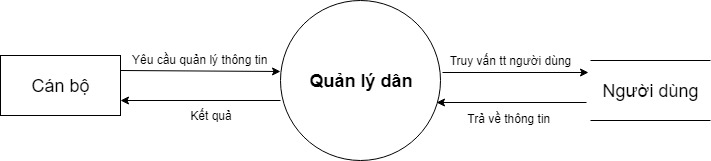 Yêu cầu quản lý thông tin
Truy vấn tt người dùng
Cán bộ
Quản lý dân
Người dùng
Kết quả
Trả về thông tin